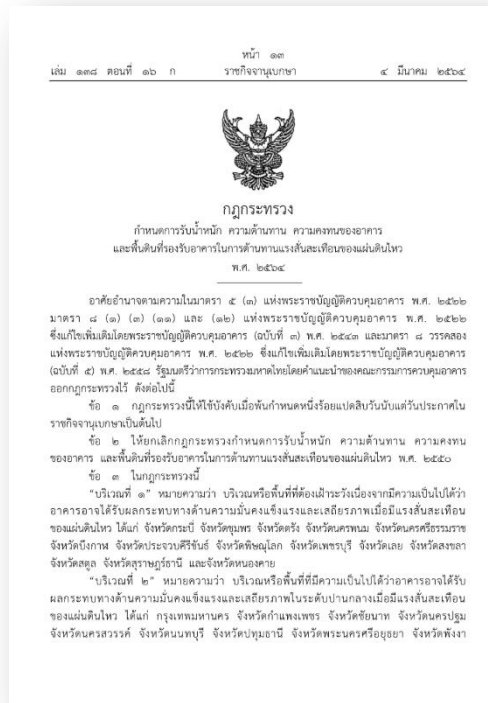 หน้า ๑๓
เล่ม ๑๓๘ ตอนที่ ๑๖ ก ราชกิจจานุเบกษา ๔ มีนาคม ๒๕๖๔
กฎกระทรวง
กำหนดการรับน้ำหนัก ความต้านทาน ความคงทนของอาคาร
และพื้นดินที่รองรับอาคารในการต้านทานแรงสั่นสะเทือนของแผ่นดินไหว
พ.ศ. ๒๕๖๔
อาศัยอำนาจตามความในมาตรา ๕ (๓) แห่งพระราชบัญญัติควบคุมอาคาร พ.ศ. ๒๕๒๒
มาตรา ๘ (๑) (๓) (๑๑) และ (๑๒) แห่งพระราชบัญญัติควบคุมอาคาร พ.ศ. ๒๕๒๒
ซึ่งแก้ไขเพิ่มเติมโดยพระราชบัญญัติควบคุมอาคาร (ฉบับที่ ๓) พ.ศ. ๒๕๔๓ และมาตรา ๘ วรรคสอง
แห่งพระราชบัญญัติควบคุมอาคาร พ.ศ. ๒๕๒๒ ซึ่งแก้ไขเพิ่มเติมโดยพระราชบัญญัติควบคุมอาคาร
(ฉบับที่ ๕) พ.ศ. ๒๕๕๘ รัฐมนตรีว่าการกระทรวงมหาดไทยโดยคำแนะนำของคณะกรรมการควบคุมอาคาร
ออกกฎกระทรวงไว้ ดังต่อไปนี้
ข้อ ๑ กฎกระทรวงนี้ให้ใช้บังคับเมื่อพ้นกำหนดหนึ่งร้อยแปดสิบวันนับแต่วันประกาศใน
ราชกิจจานุเบกษาเป็นต้นไป
ข้อ ๒ ให้ยกเลิกกฎกระทรวงกำหนดการรับน้ำหนัก ความต้านทาน ความคงทน
ของอาคาร และพื้นดินที่รองรับอาคารในการต้านทานแรงสั่นสะเทือนของแผ่นดินไหว พ.ศ. ๒๕๕๐
ข้อ ๓ ในกฎกระทรวงนี้
“บริเวณที่ ๑” หมายความว่า บริเวณหรือพื้นที่ที่ต้องเฝ้าระวังเนื่องจากมีความเป็นไปได้ว่า
อาคารอาจได้รับผลกระทบทางด้านความมั่นคงแข็งแรงและเสถียรภาพเมื่อมีแรงสั่นสะเทือน
ของแผ่นดินไหว ได้แก่ จังหวัดกระบี่ จังหวัดชุมพร จังหวัดตรัง จังหวัดนครพนม จังหวัดนครศรีธรรมราช
จังหวัดบึงกาฬ จังหวัดประจวบคีรีขันธ์ จังหวัดพิษณุโลก จังหวัดเพชรบุรี จังหวัดเลย จังหวัดสงขลา
จังหวัดสตูล จังหวัดสุราษฎร์ธานี และจังหวัดหนองคาย
“บริเวณที่ ๒” หมายความว่า บริเวณหรือพื้นที่ที่มีความเป็นไปได้ว่าอาคารอาจได้รับ
ผลกระทบทางด้านความมั่นคงแข็งแรงและเสถียรภาพในระดับปานกลางเมื่อมีแรงสั่นสะเทือน
ของแผ่นดินไหว ได้แก่ กรุงเทพมหานคร จังหวัดกำแพงเพชร จังหวัดชัยนาท จังหวัดนครปฐม
จังหวัดนครสวรรค์ จังหวัดนนทบุรี จังหวัดปทุมธานี จังหวัดพระนครศรีอยุธยา จังหวัดพังงา